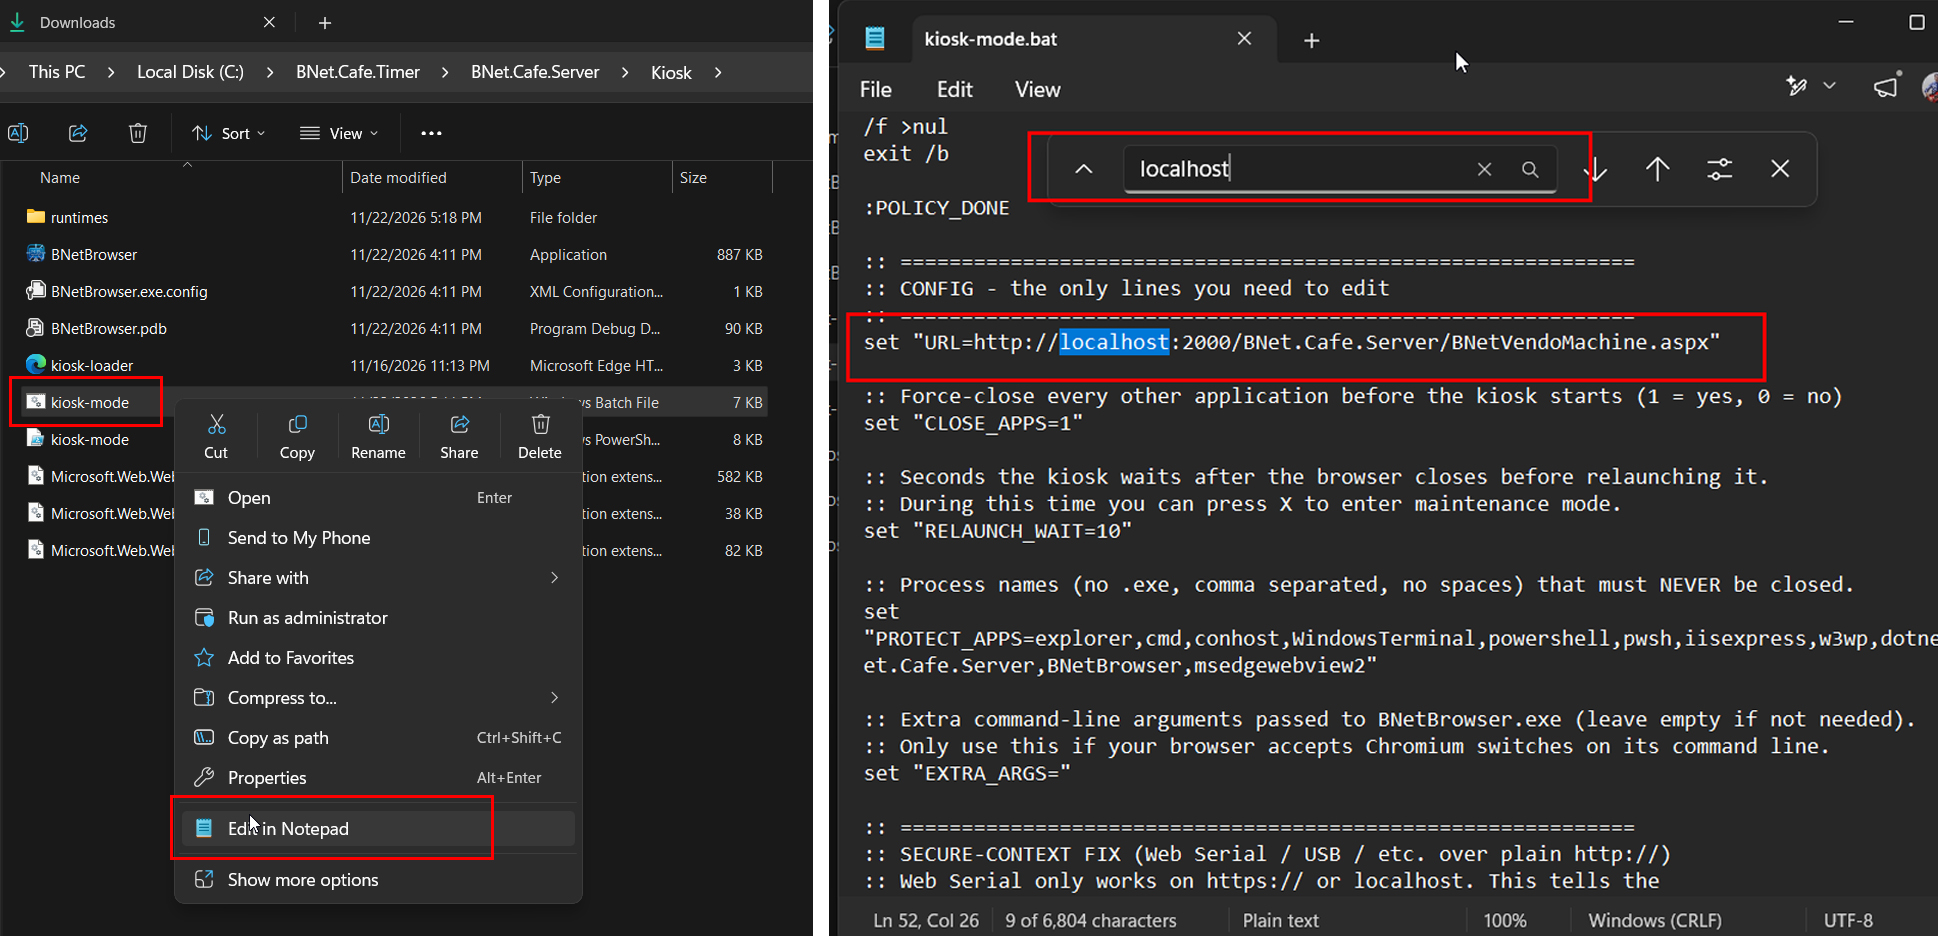 Downloads
This PC > Local Disk (C:) > BNet.Cafe.Timer > BNet.Cafe.Server > Kiosk >
Sort
View
Name Date modified Type Size
runtimes 11/22/2026 5:18 PM File folder
BNetBrowser 11/22/2026 4:11 PM Application 887 KB
BNetBrowser.exe.config 11/22/2026 4:11 PM XML Configuration... 1 KB
BNetBrowser.pdb 11/22/2026 4:11 PM Program Debug D... 90 KB
kiosk-loader 11/16/2026 11:13 PM Microsoft Edge HT... 3 KB
kiosk-mode Batch File 7 KB
kiosk-mode PowerSh... 8 KB
Microsoft.Web.We extens... 582 KB
Microsoft.Web.We extens... 38 KB
Microsoft.Web.We extens... 82 KB
Cut Copy Rename Share Delete
Open Enter
Send to My Phone
Share with
Run as administrator
Add to Favorites
Compress to...
Copy as path Ctrl+Shift+C
Properties Alt+Enter
Edit in Notepad
Show more options
kiosk-mode.bat
File Edit View
localhost
/f >nul
exit /b
:POLICY_DONE
:: ============================================================
:: CONFIG - the only lines you need to edit
:: ============================================================
set "URL=http://localhost:2000/BNet.Cafe.Server/BNetVendoMachine.aspx"
:: Force-close every other application before the kiosk starts (1 = yes, 0 = no)
set "CLOSE_APPS=1"
:: Seconds the kiosk waits after the browser closes before relaunching it.
:: During this time you can press X to enter maintenance mode.
set "RELAUNCH_WAIT=10"
:: Process names (no .exe, comma separated, no spaces) that must NEVER be closed.
set
"PROTECT_APPS=explorer,cmd,conhost,WindowsTerminal,powershell,pwsh,iisexpress,w3wp,dotne
et.Cafe.Server,BNetBrowser,msedgewebview2"
:: Extra command-line arguments passed to BNetBrowser.exe (leave empty if not needed).
:: Only use this if your browser accepts Chromium switches on its command line.
set "EXTRA_ARGS="
:: ============================================================
:: SECURE-CONTEXT FIX (Web Serial / USB / etc. over plain http://)
:: Web Serial only works on https:// or localhost. This tells the
Ln 52, Col 26 9 of 6,804 characters Plain text 100% Windows (CRLF) UTF-8